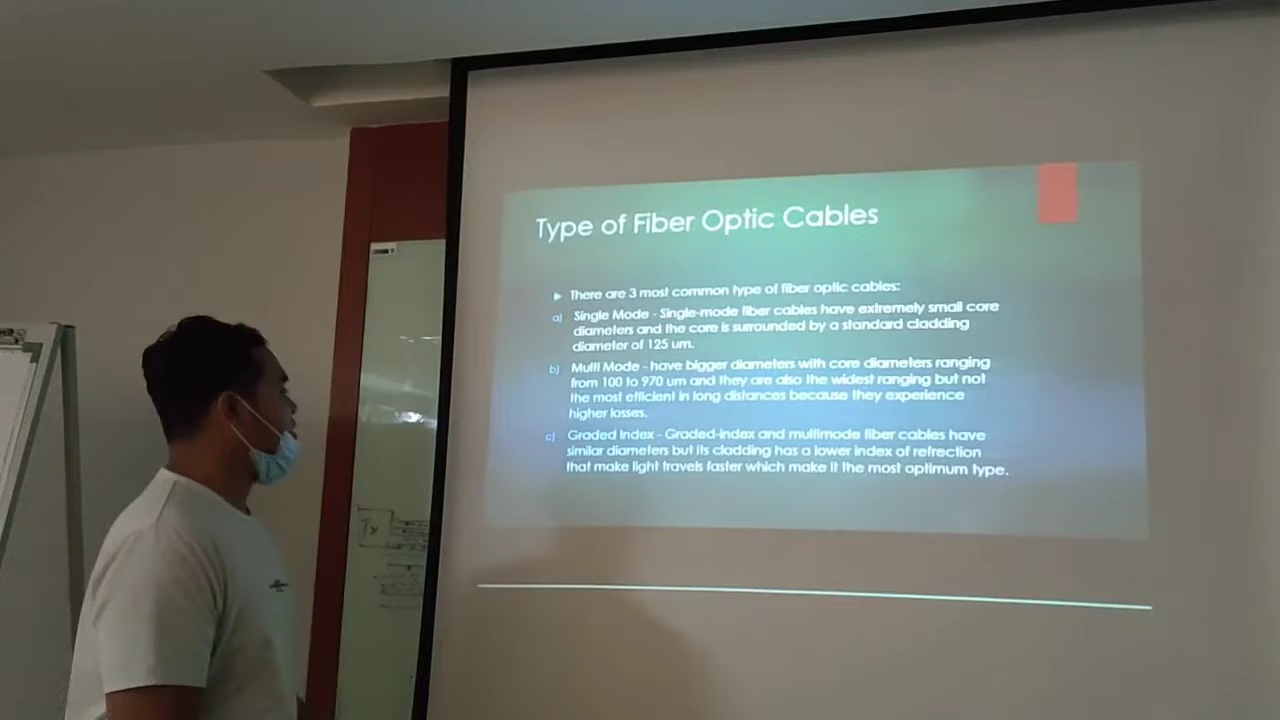 Type of Fiber Optic Cables
► There are 3 most common type of fiber optic cables:
a) Single Mode - Single-mode fiber cables have extremely small core
diameters and the core is surrounded by a standard cladding
diameter of 125 um.
b) Multi Mode - have bigger diameters with core diameters ranging
from 100 to 970 um and they are also the widest ranging but not
the most efficient in long distances because they experience
higher losses.
c) Graded Index - Graded-index and multimode fiber cables have
similar diameters but its cladding has a lower index of refrection
that make light travels faster which make it the most optimum type.
Tx